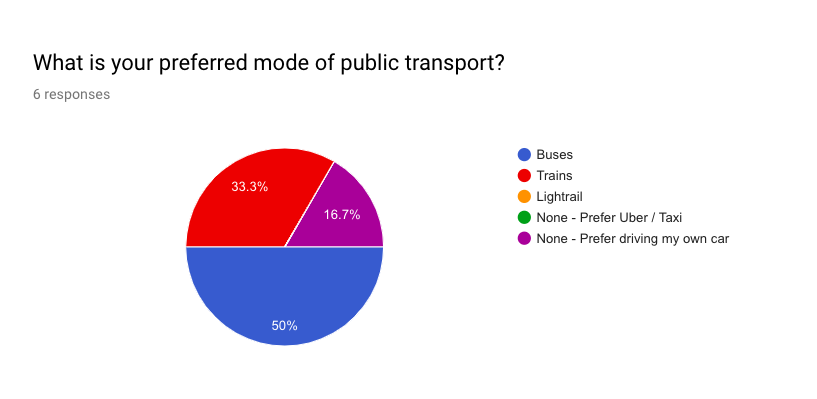 What is your preferred mode of public transport?
6 responses
33.3%
16.7%
50%
Buses
Trains
Lightrail
None - Prefer Uber / Taxi
None - Prefer driving my own car